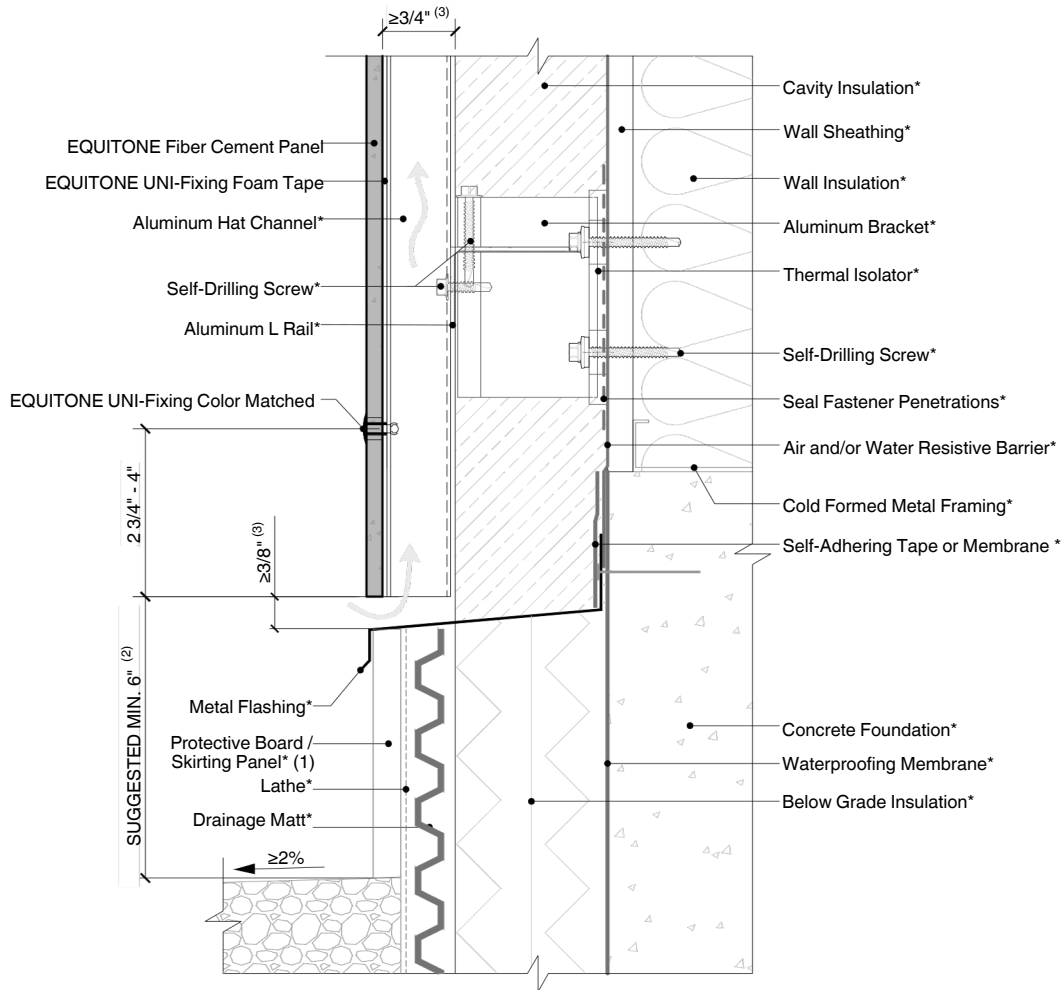 ≥3/4" (3)
EQUITONE Fiber Cement Panel
EQUITONE UNI-Fixing Foam Tape
Aluminum Hat Channel*
Self-Drilling Screw*
Aluminum L Rail*
EQUITONE UNI-Fixing Color Matched
2 3/4" - 4"
≥3/8" (3)
SUGGESTED MIN. 6" (2)
Metal Flashing*
Protective Board /
Skirting Panel* (1)
Lathe*
Drainage Matt*
≥2%
Cavity Insulation*
Wall Sheathing*
Wall Insulation*
Aluminum Bracket*
Thermal Isolator*
Self-Drilling Screw*
Seal Fastener Penetrations*
Air and/or Water Resistive Barrier*
Cold Formed Metal Framing*
Self-Adhering Tape or Membrane *
Concrete Foundation*
Waterproofing Membrane*
Below Grade Insulation*